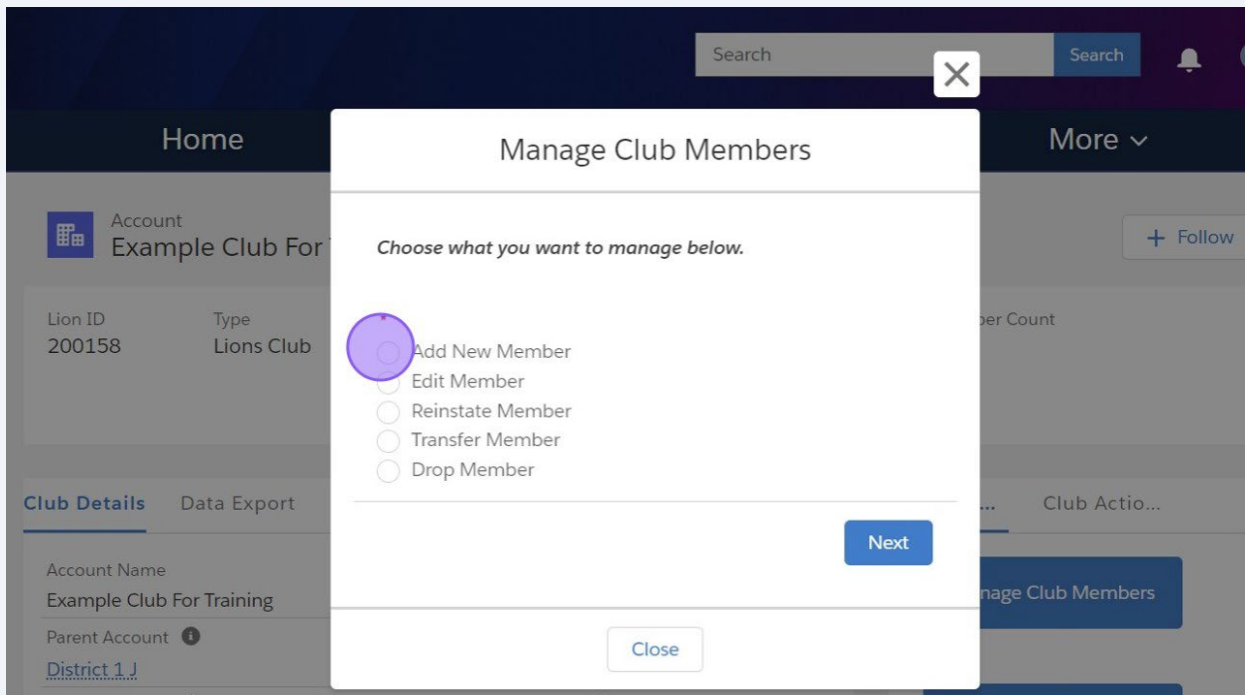 Search
Search
Home
More
Manage Club Members
Account
Example Club For
+ Follow
Choose what you want to manage below.
Lion ID
200158
Type
Lions Club
Count
*
Add New Member
Edit Member
Reinstate Member
Transfer Member
Drop Member
Club Details
Data Export
...
Club Actio...
Next
Account Name
Example Club For Training
Club Members
Parent Account
District 1 J
Close